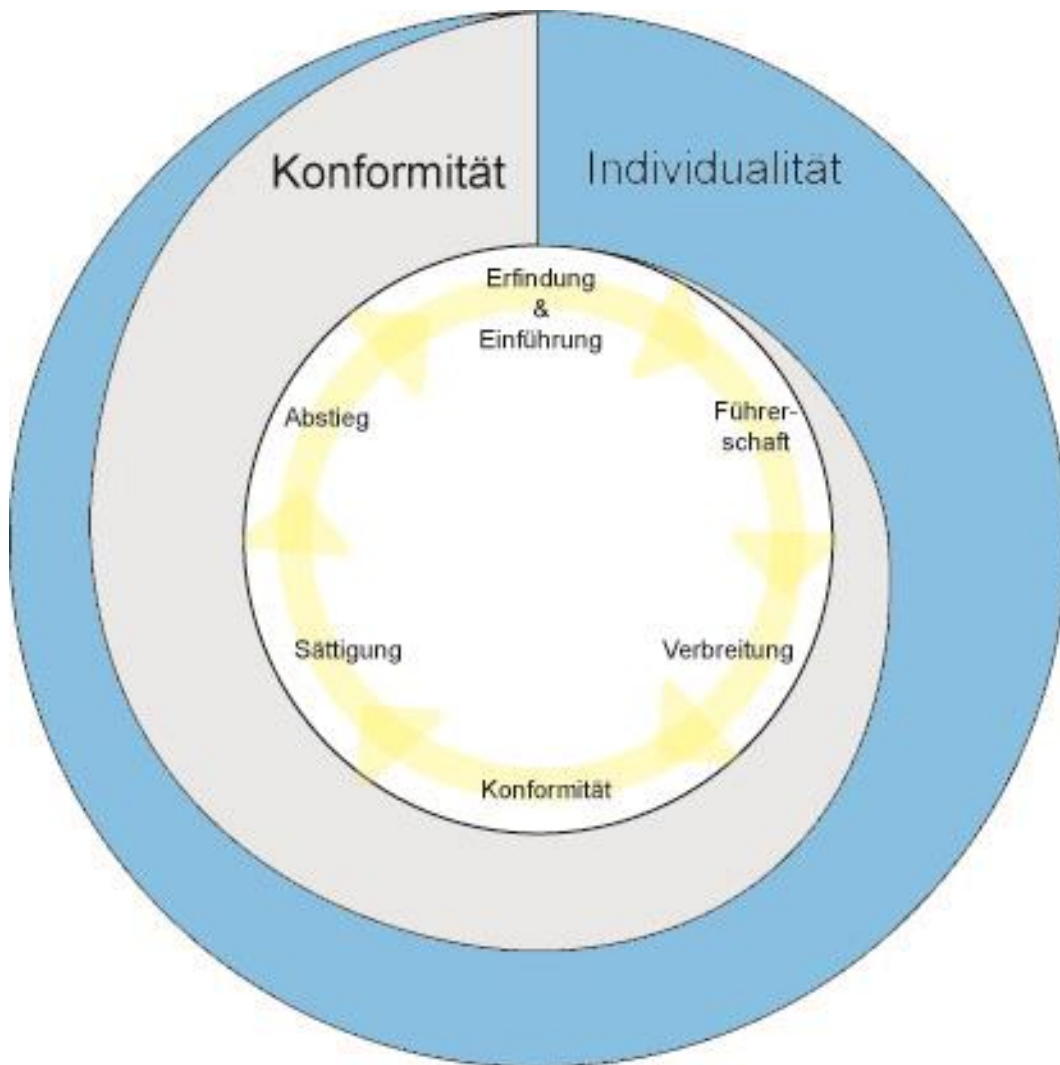 Konformität
Individualität
Erfindung
&
Einführung
Führer-
schaft
Verbreitung
Konformität
Sättigung
Abstieg